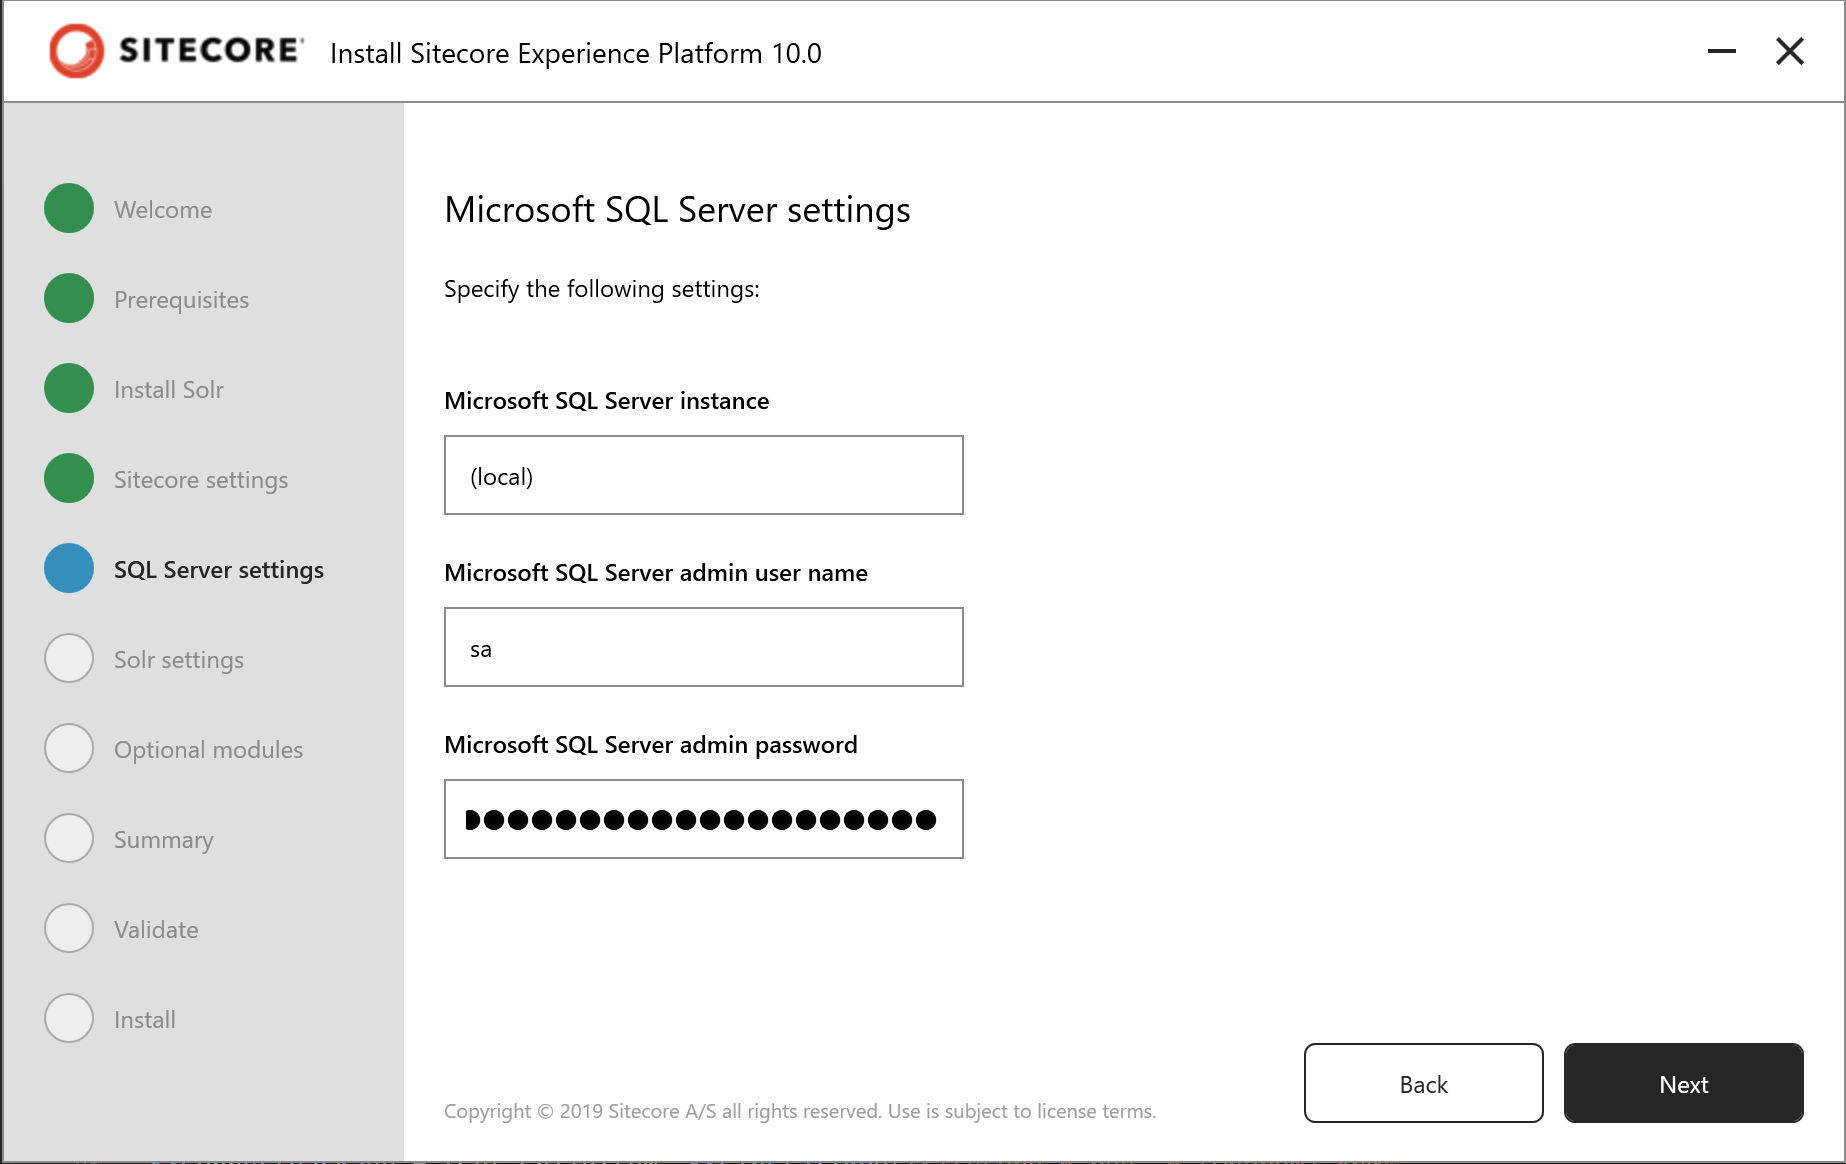 SITECORE Install Sitecore Experience Platform 10.0
Welcome
Prerequisites
Install Solr
Sitecore settings
SQL Server settings
Solr settings
Optional modules
Summary
Validate
Install
Microsoft SQL Server settings
Specify the following settings:
Microsoft SQL Server instance
(local)
Microsoft SQL Server admin user name
sa
Microsoft SQL Server admin password
Back
Next
Copyright © 2019 Sitecore A/S all rights reserved. Use is subject to license terms.